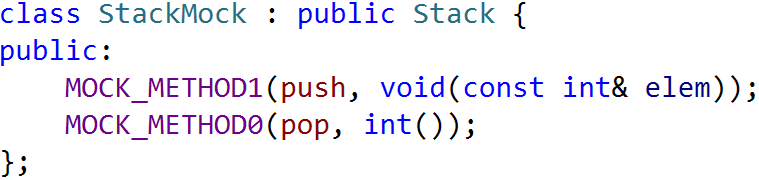 class StackMock : public Stack {
public:
    MOCK_METHOD1(push, void(const int& elem));
    MOCK_METHOD0(pop, int());
};